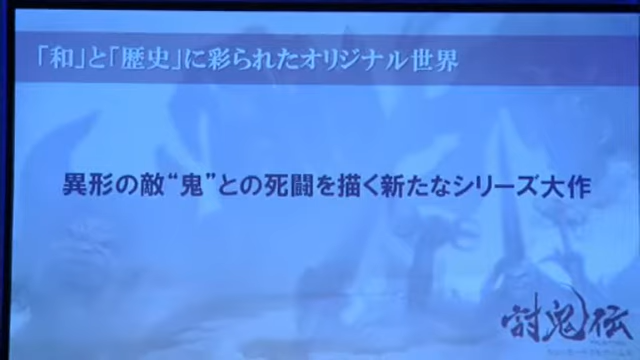 「和」と「歴史」に彩られたオリジナル世界
異形の敵“鬼”との死闘を描く新たなシリーズ大作
討鬼伝